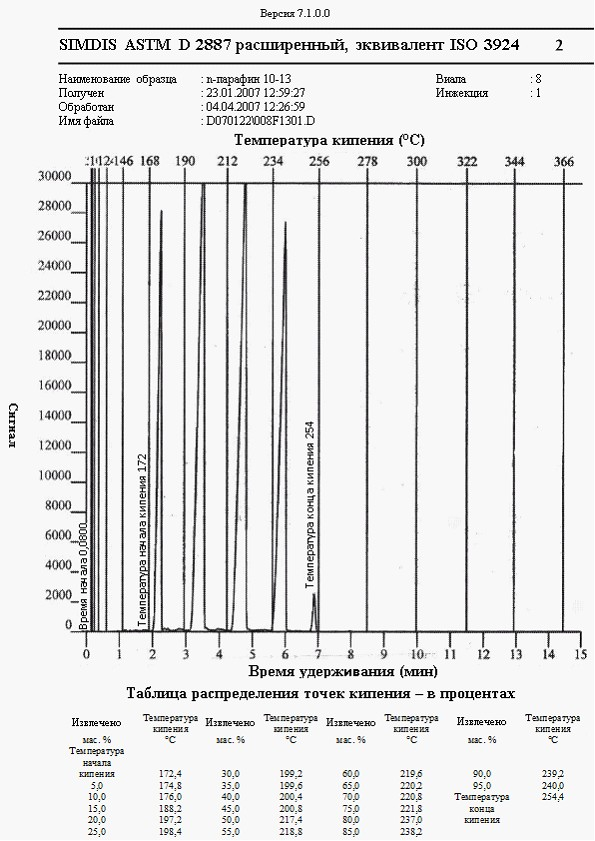 Версия 7.1.0.0
SIMDIS ASTM D 2887 расширенный, эквивалент ISO 3924 2
Наименование образца : n-парафин 10-13 Виала : 8
Получен : 23.01.2007 12:59:27 Инжекция : 1
Обработан : 04.04.2007 12:26:59
Имя файла : D070122\008F1301.D
Температура кипения (°C)
146 168 190 212 234 256 278 300 322 344 366
30000
28000
26000
24000
22000
20000
18000
16000
14000
12000
10000
8000
6000
4000
2000
0
Сигнал
Время начала 0,0800
Температура начала кипения 172
Температура конца кипения 254
0 1 2 3 4 5 6 7 8 9 10 11 12 13 14 15
Время удерживания (мин)
Таблица распределения точек кипения – в процентах
Извлечено Температура кипения Извлечено Температура кипения Извлечено Температура кипения Извлечено Температура кипения
мас. % °C мас. % °C мас. % °C мас. % °C
Температура
начала
кипения 172,4 30,0 199,2 60,0 219,6 90,0 239,2
5,0 174,8 35,0 199,6 65,0 220,2 95,0 240,0
10,0 176,0 40,0 200,4 70,0 220,8 Температура 254,4
15,0 188,2 45,0 200,8 75,0 221,8 конца
20,0 197,2 50,0 217,4 80,0 237,0 кипения
25,0 198,4 55,0 218,8 85,0 238,2